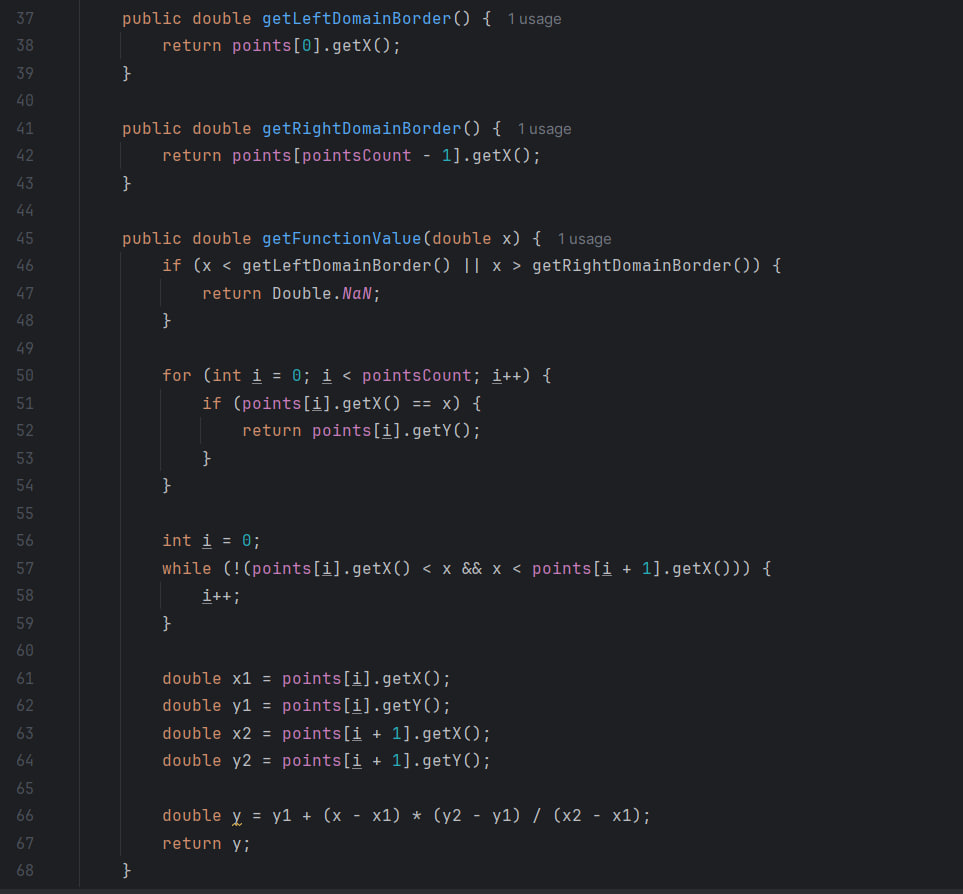 37 public double getLeftDomainBorder() { 1 usage
38 return points[0].getX();
39 }
40
41 public double getRightDomainBorder() { 1 usage
42 return points[pointsCount - 1].getX();
43 }
44
45 public double getFunctionValue(double x) { 1 usage
46 if (x < getLeftDomainBorder() || x > getRightDomainBorder()) {
47 return Double.NaN;
48 }
49
50 for (int i = 0; i < pointsCount; i++) {
51 if (points[i].getX() == x) {
52 return points[i].getY();
53 }
54 }
55
56 int i = 0;
57 while (!(points[i].getX() < x && x < points[i + 1].getX())) {
58 i++;
59 }
60
61 double x1 = points[i].getX();
62 double y1 = points[i].getY();
63 double x2 = points[i + 1].getX();
64 double y2 = points[i + 1].getY();
65
66 double y = y1 + (x - x1) * (y2 - y1) / (x2 - x1);
67 return y;
68 }